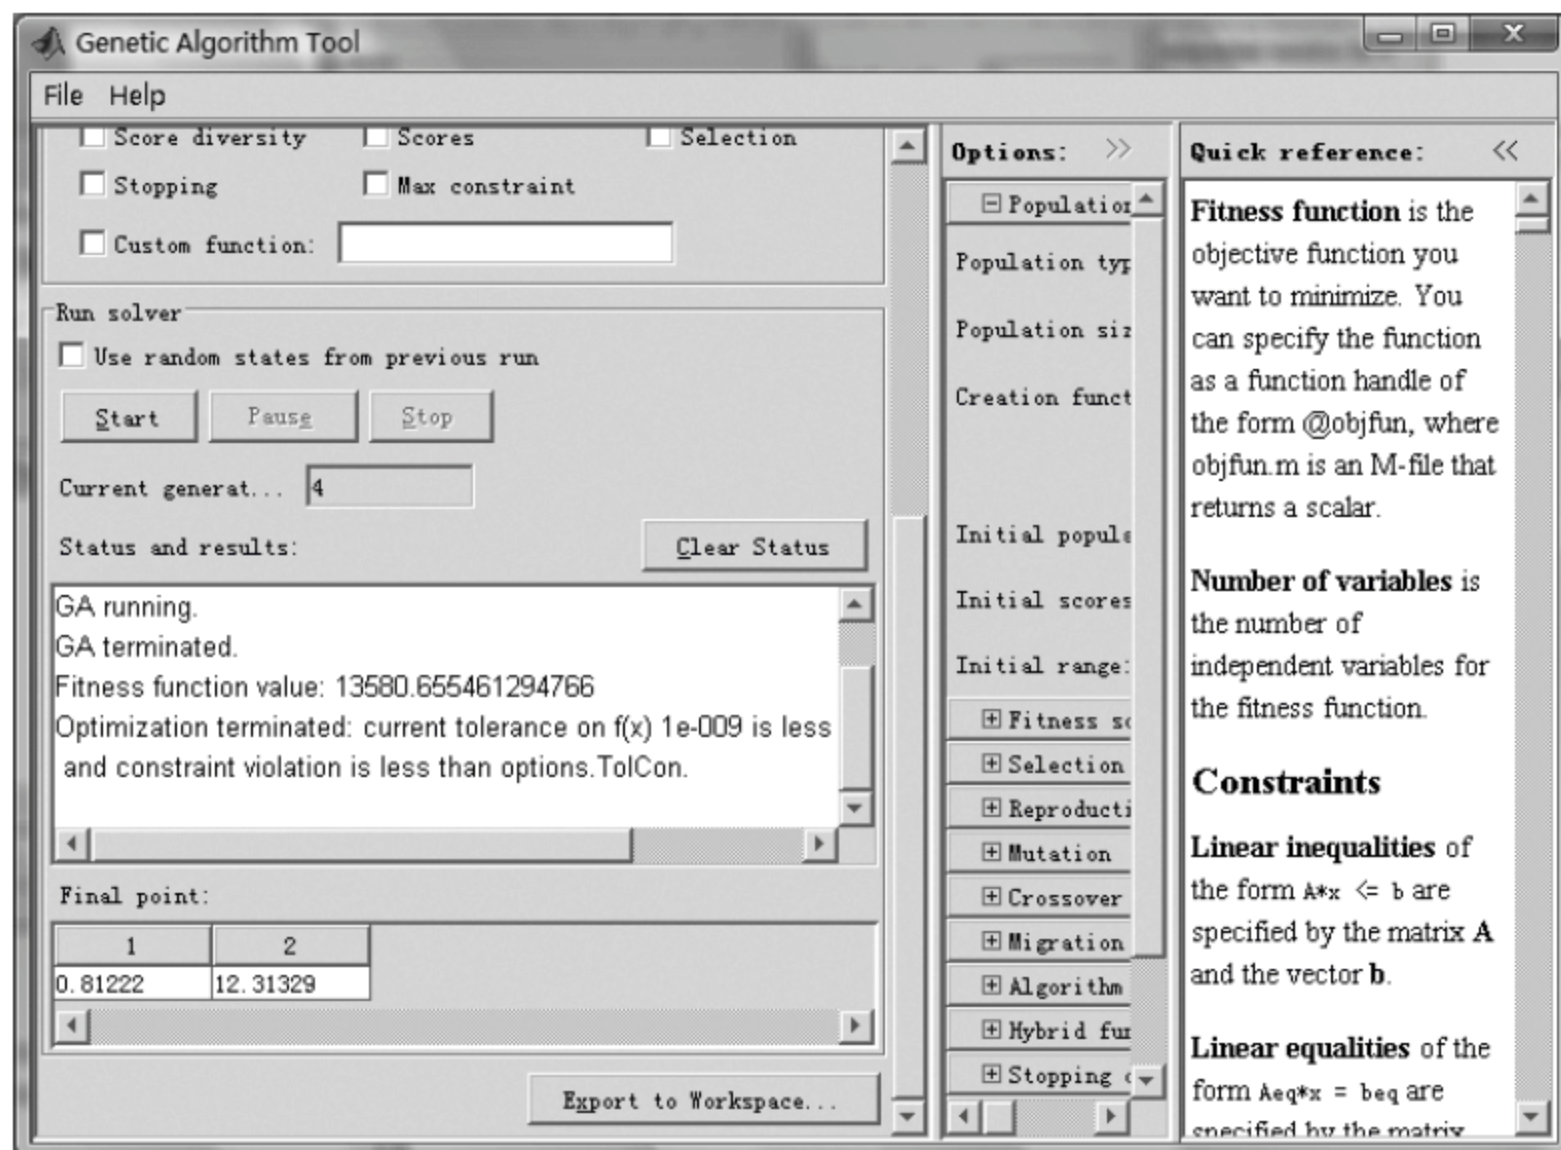 Genetic Algorithm Tool
File Help
Score diversity Scores Selection
Stopping Max constraint
Custom function:
Run solver
Use random states from previous run
Start Pause Stop
Current generat... 4
Status and results:
Clear Status
GA running.
GA terminated.
Fitness function value: 13580.655461294766
Optimization terminated: current tolerance on f(x) 1e-009 is less
and constraint violation is less than options.TolCon.
Final point:
1 2
0.81222 12.31329
Export to Workspace...
Options: >>
Population
Population typ
Population siz
Creation funct
Initial popula
Initial scores
Initial range:
Fitness sc
Selection
Reproducti
Mutation
Crossover
Migration
Algorithm
Hybrid fun
Stopping c
Quick reference: <<
Fitness function is the
objective function you
want to minimize. You
can specify the function
as a function handle of
the form @objfun, where
objfun.m is an M-file that
returns a scalar.
Number of variables is
the number of
independent variables for
the fitness function.
Constraints
Linear inequalities of
the form A*x <= b are
specified by the matrix A
and the vector b.
Linear equalities of the
form Aeq*x = beq are
specified by the matrix